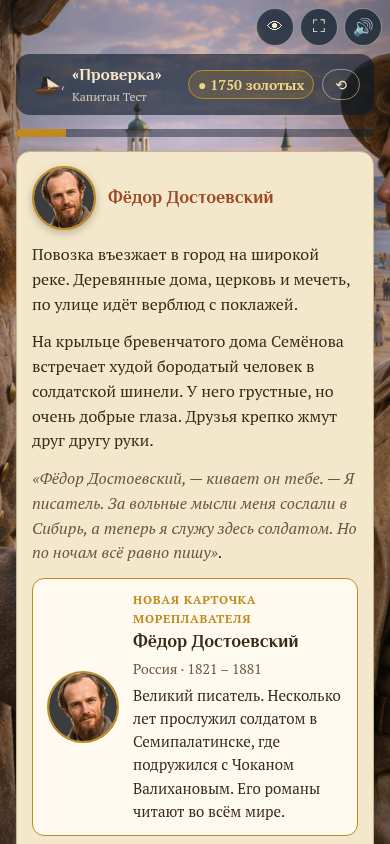 «Проверка»
Капитан Тест
● 1750 золотых
Фёдор Достоевский
Повозка въезжает в город на широкой
реке. Деревянные дома, церковь и мечеть,
по улице идёт верблюд с поклажей.
На крыльце бревенчатого дома Семёнова
встречает худой бородатый человек в
солдатской шинели. У него грустные, но
очень добрые глаза. Друзья крепко жмут
друг другу руки.
«Фёдор Достоевский, — кивает он тебе. — Я
писатель. За вольные мысли меня сослали в
Сибирь, а теперь я служу здесь солдатом. Но
по ночам всё равно пишу».
НОВАЯ КАРТОЧКА
МОРЕПЛАВАТЕЛЯ
Фёдор Достоевский
Россия · 1821 – 1881
Великий писатель. Несколько
лет прослужил солдатом в
Семипалатинске, где
подружился с Чоканом
Валихановым. Его романы
читают во всём мире.